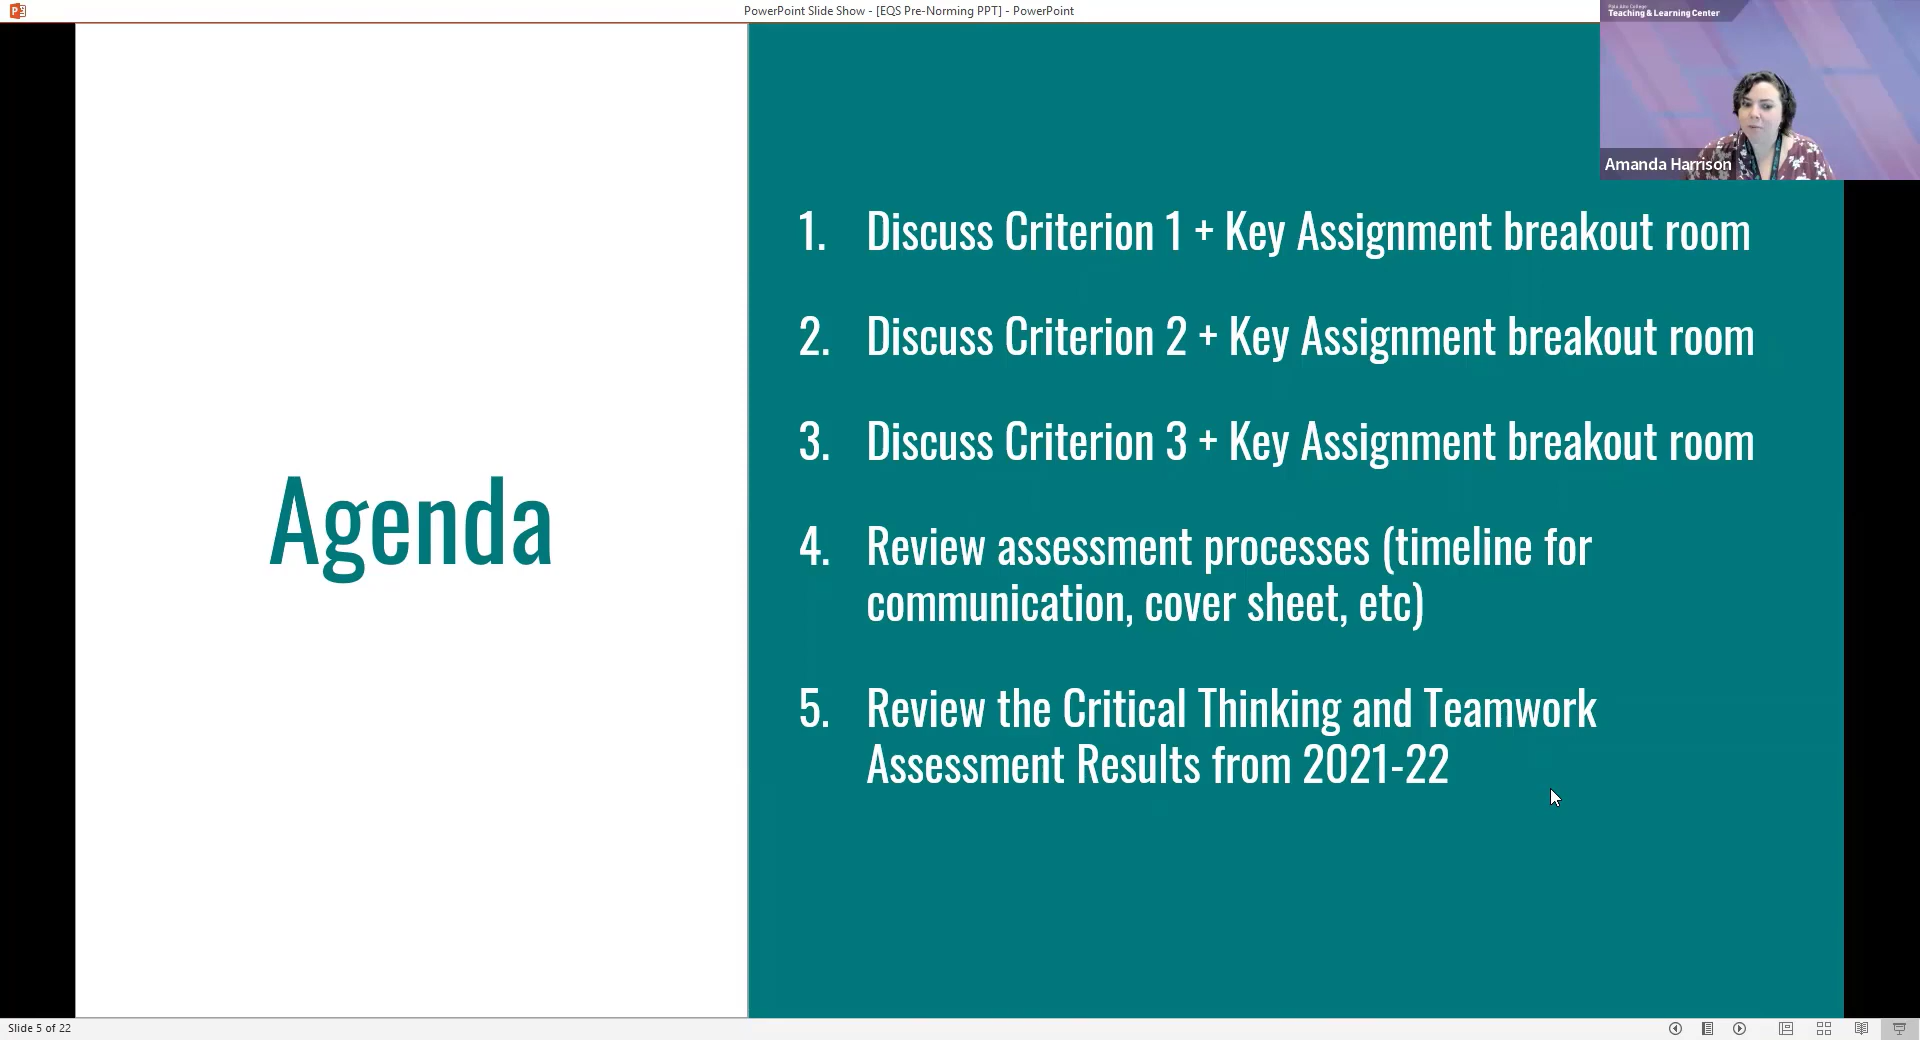 PowerPoint Slide Show - [EQS Pre-Norming PPT] - PowerPoint
Palo Alto College
Teaching & Learning Center
Amanda Harrison
Agenda
1. Discuss Criterion 1 + Key Assignment breakout room
2. Discuss Criterion 2 + Key Assignment breakout room
3. Discuss Criterion 3 + Key Assignment breakout room
4. Review assessment processes (timeline for
communication, cover sheet, etc)
5. Review the Critical Thinking and Teamwork
Assessment Results from 2021-22
Slide 5 of 22